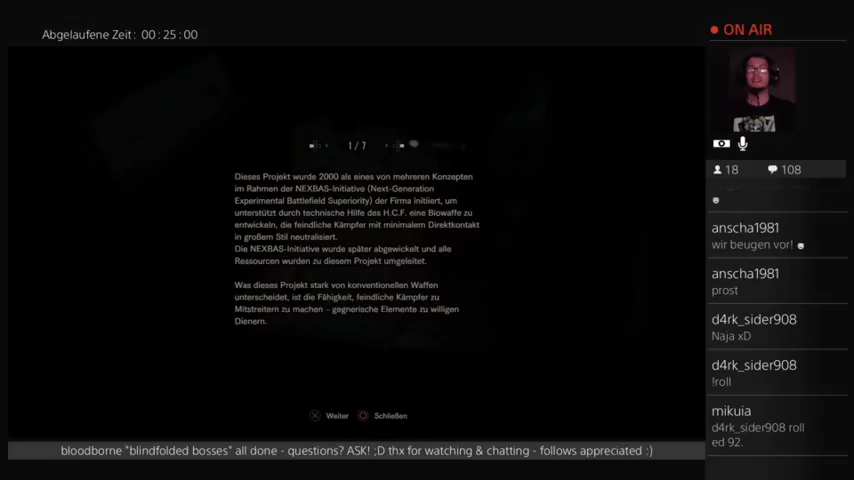 Abgelaufene Zeit: 00:25:00
ON AIR
1/7
18
108
Dieses Projekt wurde 2000 als eines von mehreren Konzepten
im Rahmen der NEXBAS-Initiative (Next-Generation
Experimental Battlefield Superiority) der Firma initiiert, um
unterstützt durch technische Hilfe des H.C.F. eine Biowaffe zu
entwickeln, die feindliche Kämpfer mit minimalem Direktkontakt
in großem Stil neutralisiert.
Die NEXBAS-Initiative wurde später abgewickelt und alle
Ressourcen wurden zu diesem Projekt umgeleitet.
Was dieses Projekt stark von konventionellen Waffen
unterscheidet, ist die Fähigkeit, feindliche Kämpfer zu
Mitstreitern zu machen – gegnerische Elemente zu willigen
Dienern.
Weiter
Schließen
anscha1981
wir beugen vor!
anscha1981
prost
d4rk_sider908
Naja xD
d4rk_sider908
!roll
mikuia
d4rk_sider908 roll
ed 92.
bloodborne "blindfolded bosses" all done - questions? ASK! ;D thx for watching & chatting - follows appreciated :)